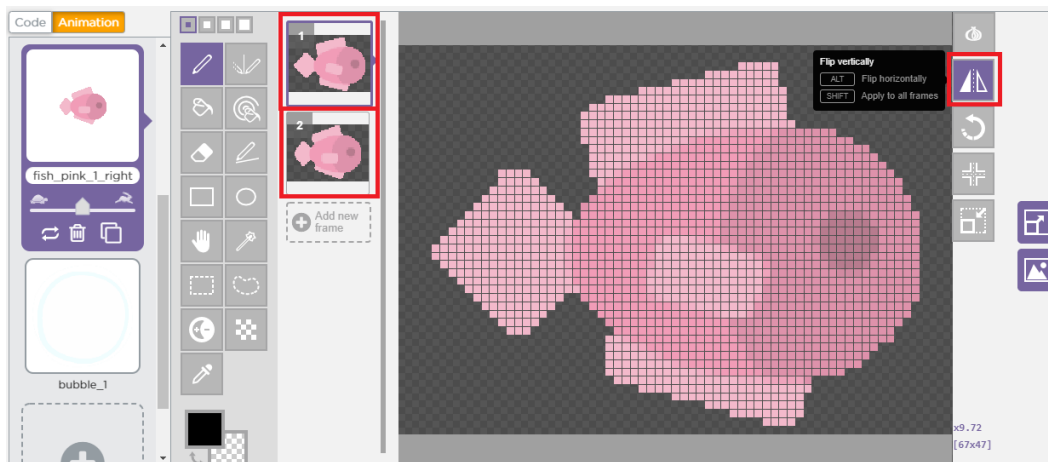 Code Animation
fish_pink_1_right
bubble_1
1
2
Add new
frame
Flip vertically
ALT Flip horizontally
SHIFT Apply to all frames
x9.72
[67x47]